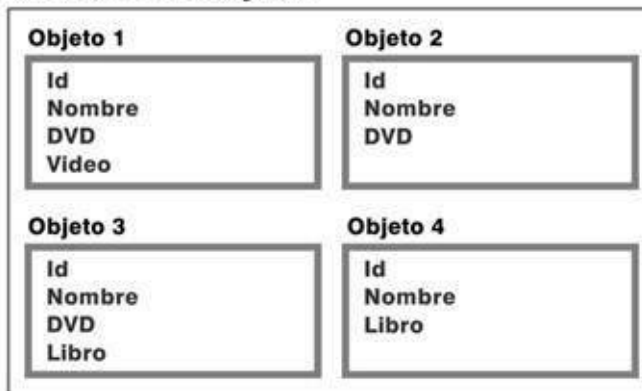 Objeto 1
Id
Nombre
DVD
Video
Objeto 2
Id
Nombre
DVD
Objeto 3
Id
Nombre
DVD
Libro
Objeto 4
Id
Nombre
Libro